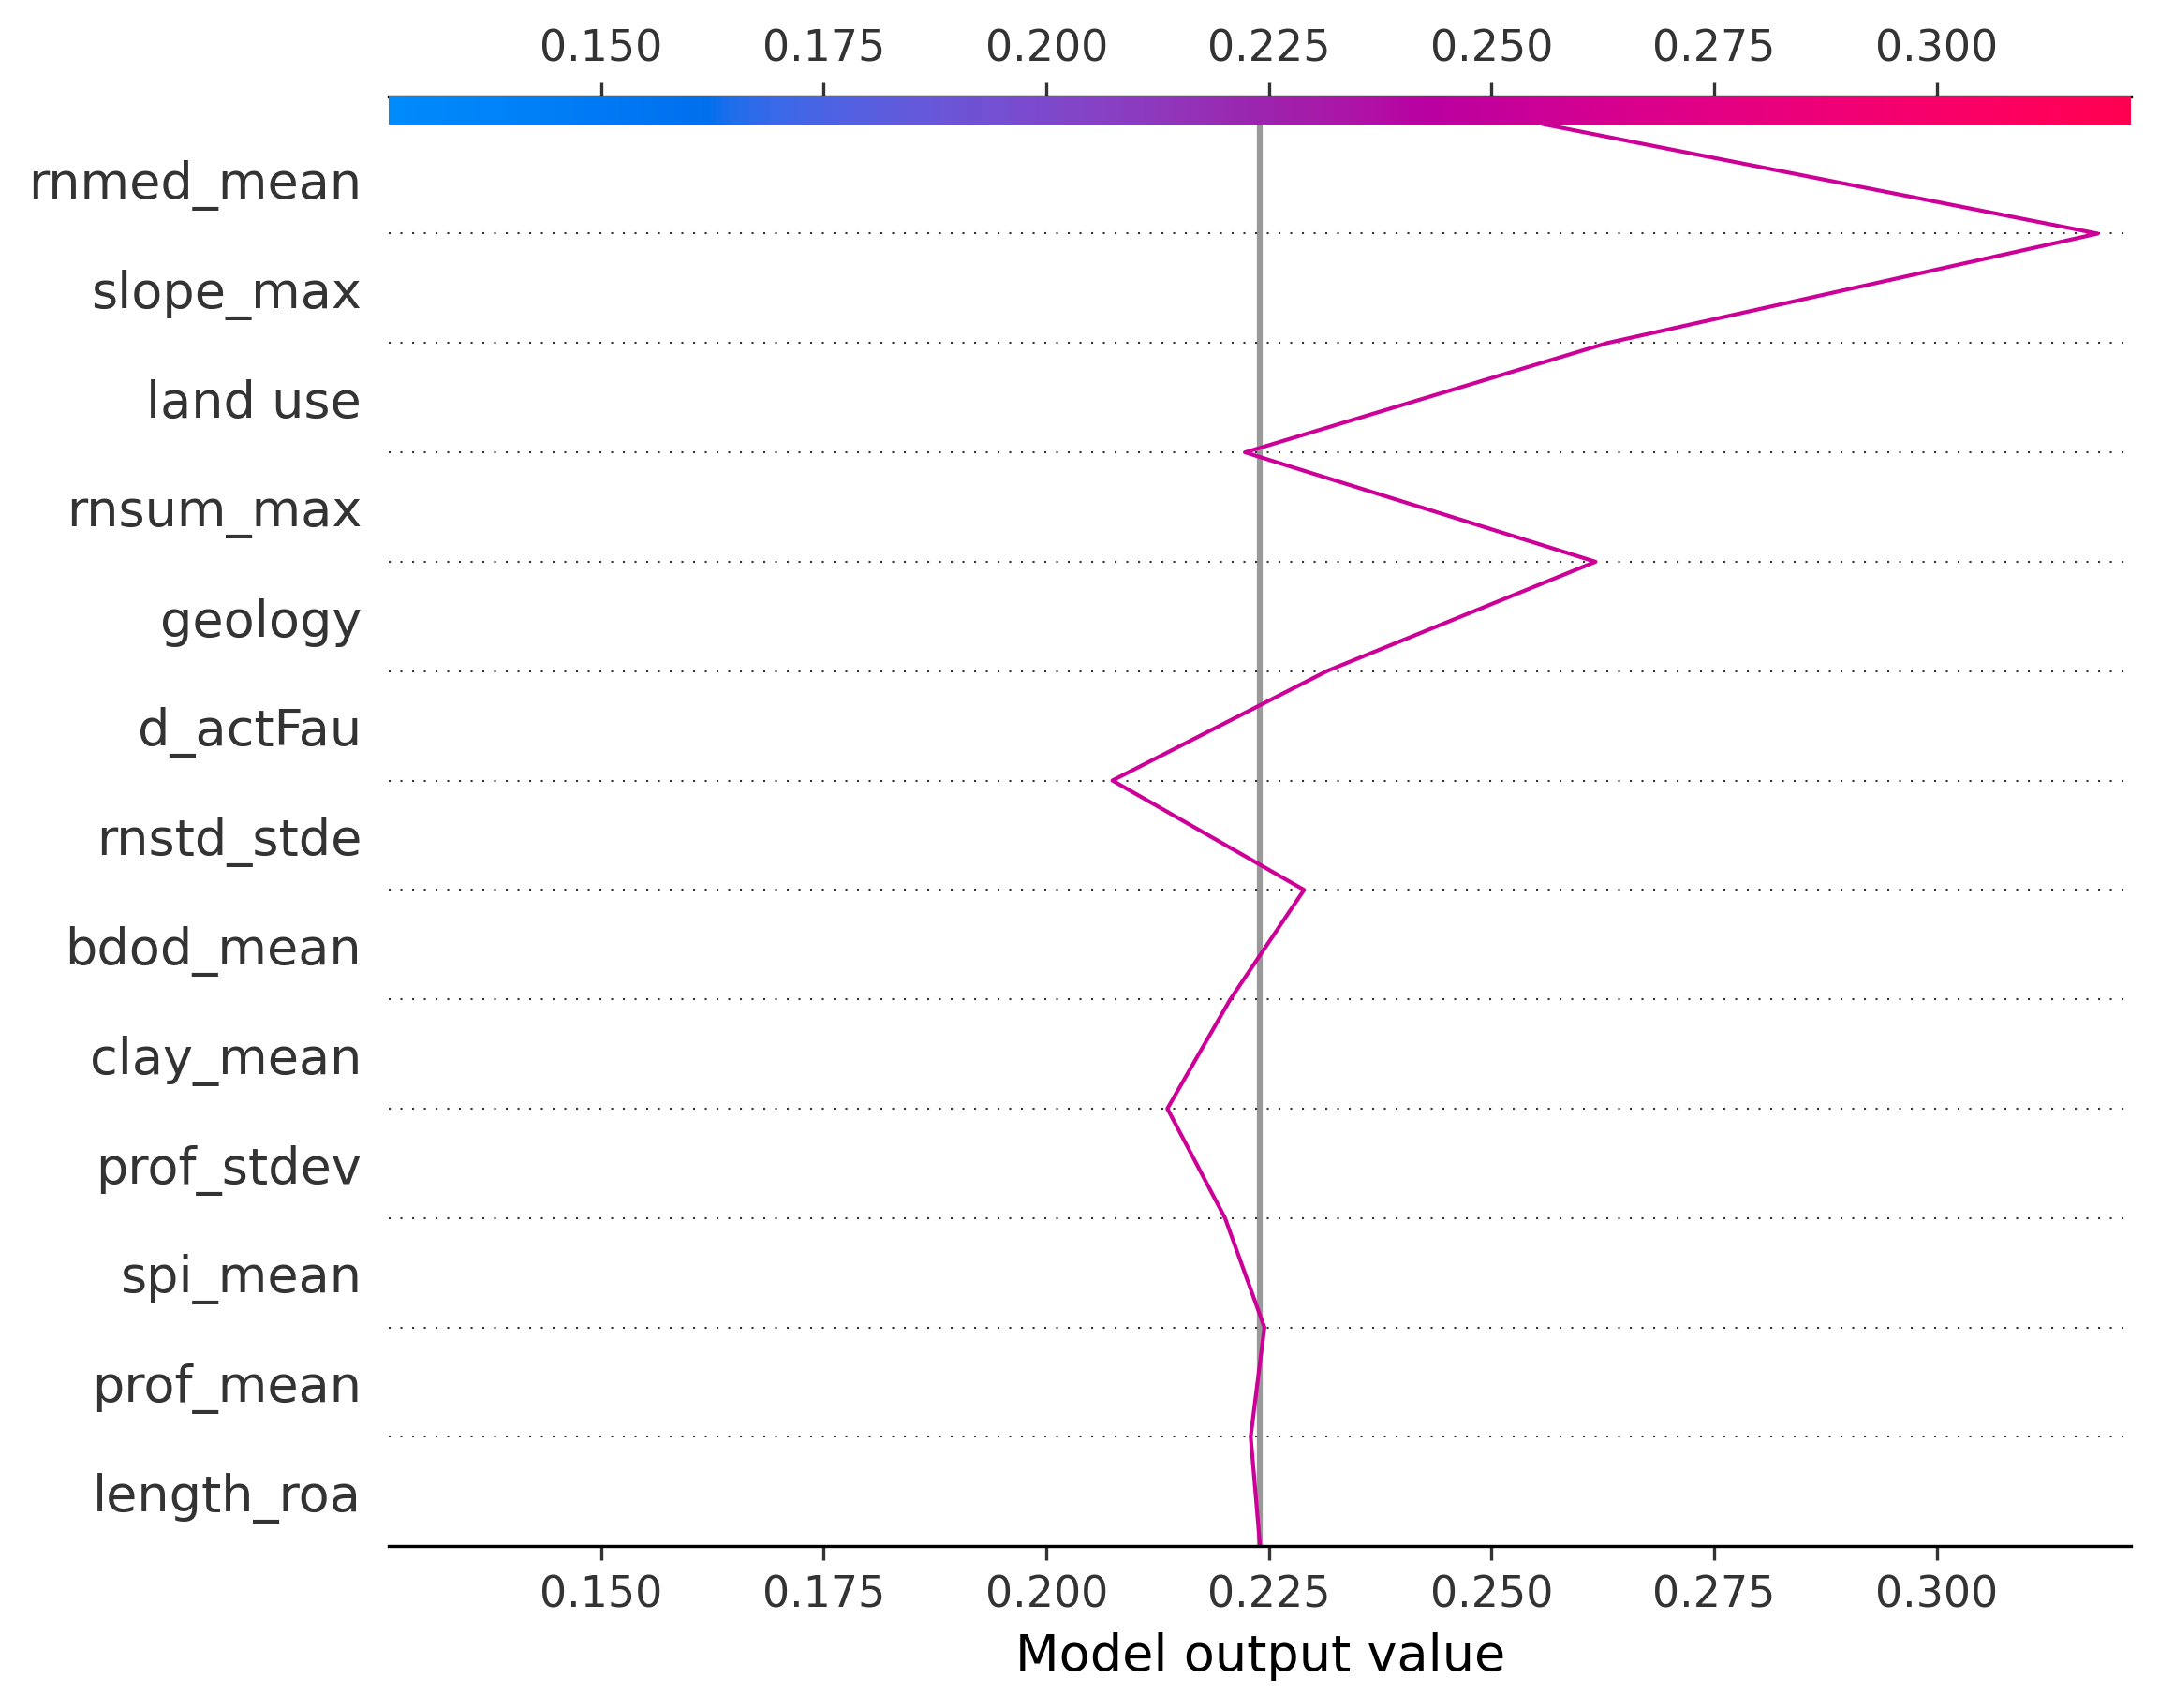 0.150 0.175 0.200 0.225 0.250 0.275 0.300
rnmed_mean
slope_max
land use
rnsum_max
geology
d_actFau
rnstd_stde
bdod_mean
clay_mean
prof_stdev
spi_mean
prof_mean
length_roa
0.150 0.175 0.200 0.225 0.250 0.275 0.300
Model output value